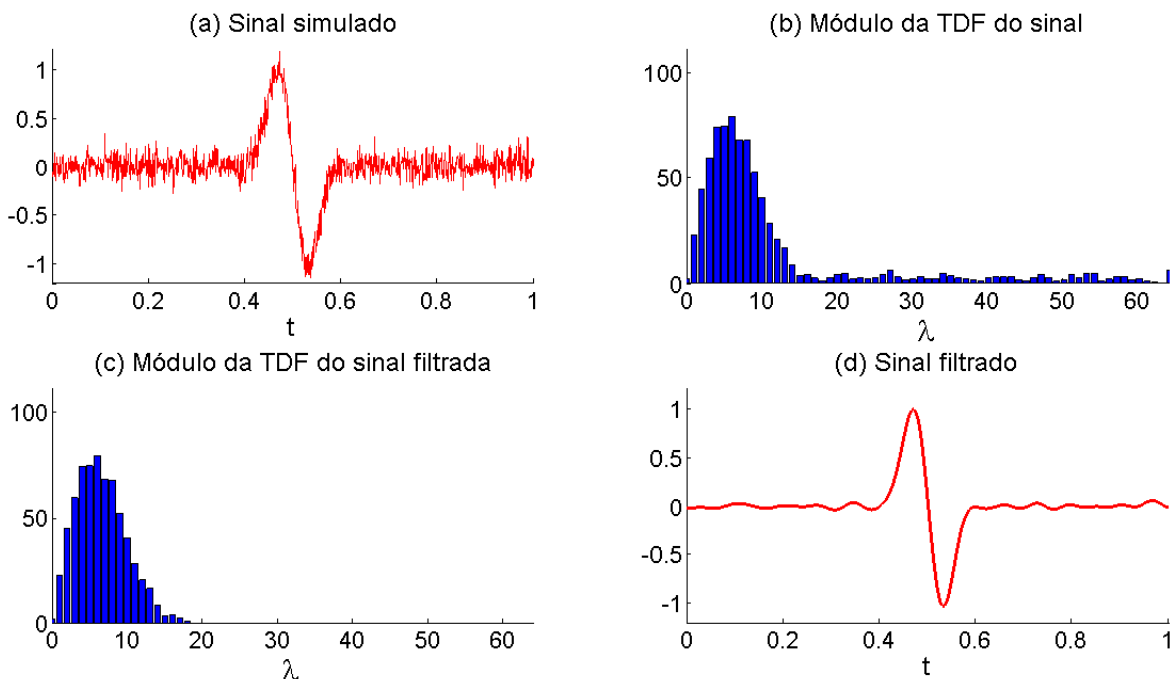 (a) Sinal simulado
1
0.5
0
-0.5
-1
0 0.2 0.4 0.6 0.8 1
t
(b) Módulo da TDF do sinal
100
50
0
0 10 20 30 40 50 60
λ
(c) Módulo da TDF do sinal filtrada
100
50
0
0 10 20 30 40 50 60
λ
(d) Sinal filtrado
1
0.5
0
-0.5
-1
0 0.2 0.4 0.6 0.8 1
t